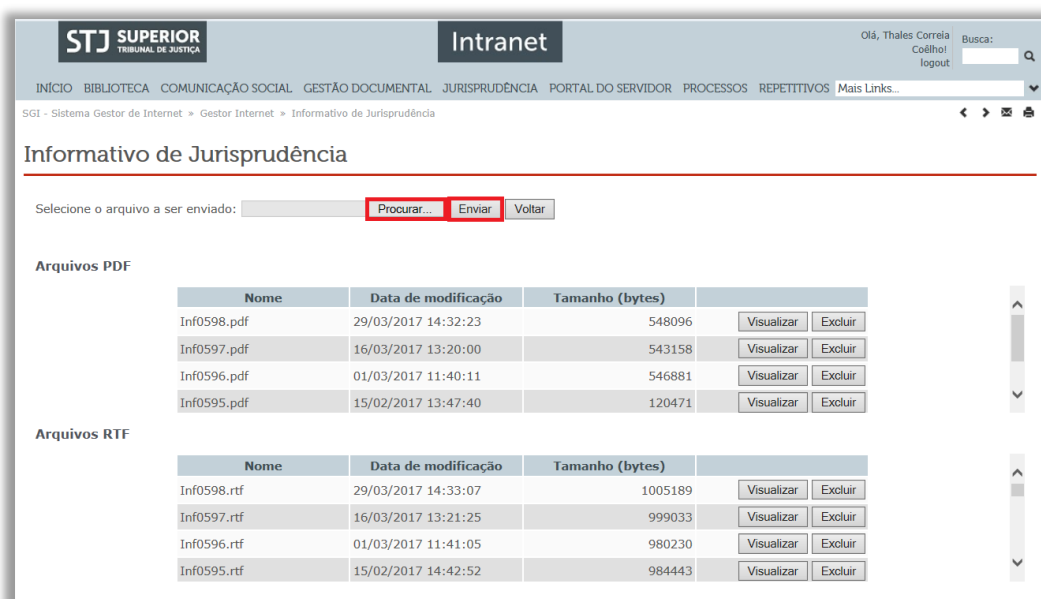 STJ SUPERIOR
TRIBUNAL DE JUSTIÇA
Intranet
Olá, Thales Correia
Coêlho!
logout
Busca:
INÍCIO BIBLIOTECA COMUNICAÇÃO SOCIAL GESTÃO DOCUMENTAL JURISPRUDÊNCIA PORTAL DO SERVIDOR PROCESSOS REPETITIVOS Mais Links...
SGI - Sistema Gestor de Internet » Gestor Internet » Informativo de Jurisprudência
Informativo de Jurisprudência
Selecione o arquivo a ser enviado: Procurar... Enviar Voltar
Arquivos PDF
Nome Data de modificação Tamanho (bytes)
Inf0598.pdf 29/03/2017 14:32:23 548096 Visualizar Excluir
Inf0597.pdf 16/03/2017 13:20:00 543158 Visualizar Excluir
Inf0596.pdf 01/03/2017 11:40:11 546881 Visualizar Excluir
Inf0595.pdf 15/02/2017 13:47:40 120471 Visualizar Excluir
Arquivos RTF
Nome Data de modificação Tamanho (bytes)
Inf0598.rtf 29/03/2017 14:33:07 1005189 Visualizar Excluir
Inf0597.rtf 16/03/2017 13:21:25 999033 Visualizar Excluir
Inf0596.rtf 01/03/2017 11:41:05 980230 Visualizar Excluir
Inf0595.rtf 15/02/2017 14:42:52 984443 Visualizar Excluir